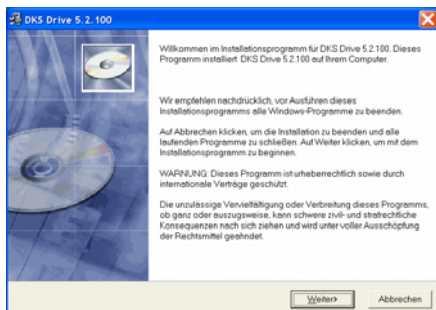 DKS Drive 5.2.100
Willkommen im Installationsprogramm für DKS Drive 5.2.100. Dieses
Programm installiert DKS Drive 5.2.100 auf Ihrem Computer.
Wir empfehlen nachdrücklich, vor Ausführen dieses
Installationsprogramms alle Windows-Programme zu beenden.
Auf Abbrechen klicken, um die Installation zu beenden und alle
laufenden Programme zu schließen. Auf Weiter klicken, um mit dem
Installationsprogramm zu beginnen.
WARNUNG: Dieses Programm ist urheberrechtlich sowie durch
internationale Verträge geschützt.
Die unzulässige Vervielfältigung oder Verbreitung dieses Programms,
ob ganz oder auszugsweise, kann schwere zivil- und strafrechtliche
Konsequenzen nach sich ziehen und wird unter voller Ausschöpfung
der Rechtsmittel geahndet.
Weiter> Abbrechen